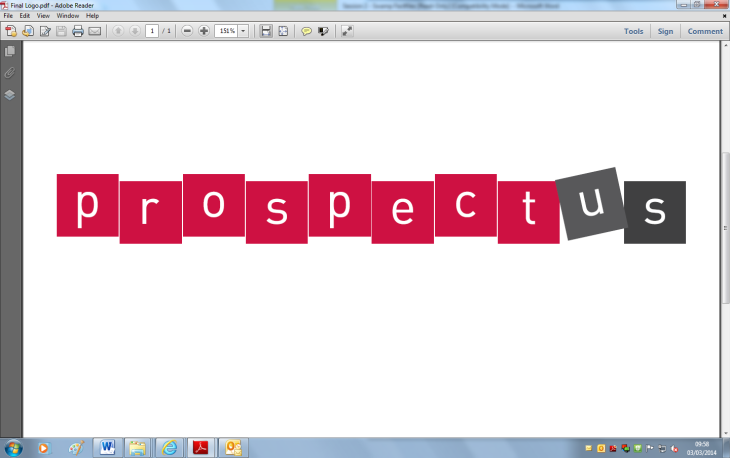 Final Logo.pdf - Adobe Reader
File Edit View Window Help
1 / 1 151% Tools Sign Comment
prospectus
09:58
03/03/2014